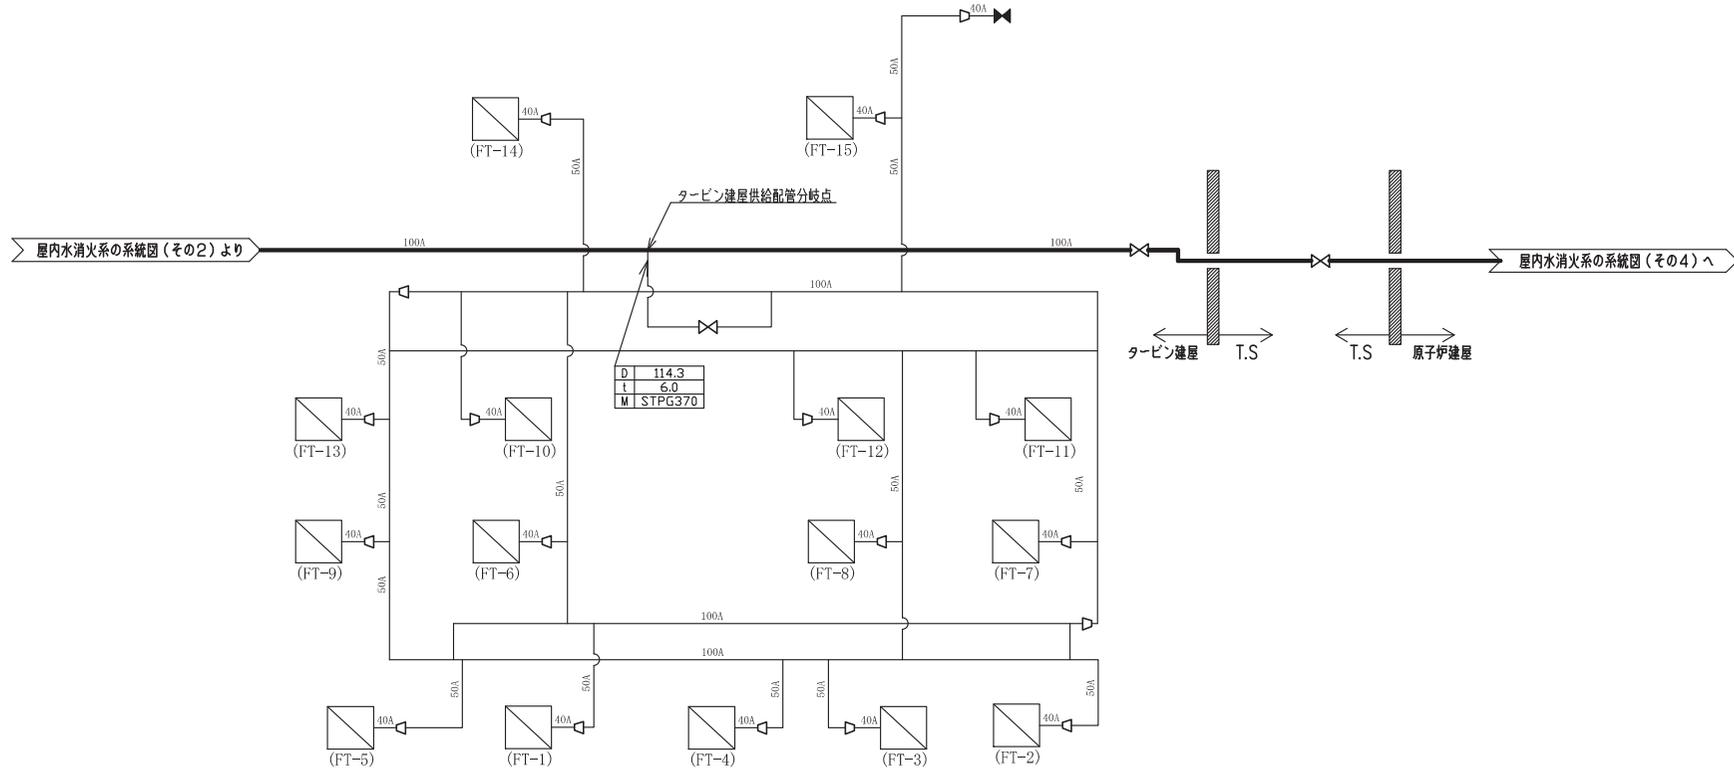 40A
50A
40A
(FT-14)
40A
(FT-15)
50A
50A
タービン建屋供給配管分岐点
屋内水消火系の系統図(その2)より
100A
100A
屋内水消火系の系統図(その4)へ
100A
タービン建屋
T.S
T.S
原子炉建屋
50A
D 114.3
t 6.0
M STPG370
40A
(FT-13)
40A
(FT-10)
40A
(FT-12)
40A
(FT-11)
50A
50A
50A
50A
40A
(FT-9)
40A
(FT-6)
40A
(FT-8)
40A
(FT-7)
50A
100A
100A
50A
50A
50A
50A
50A
40A
(FT-5)
40A
(FT-1)
40A
(FT-4)
40A
(FT-3)
40A
(FT-2)